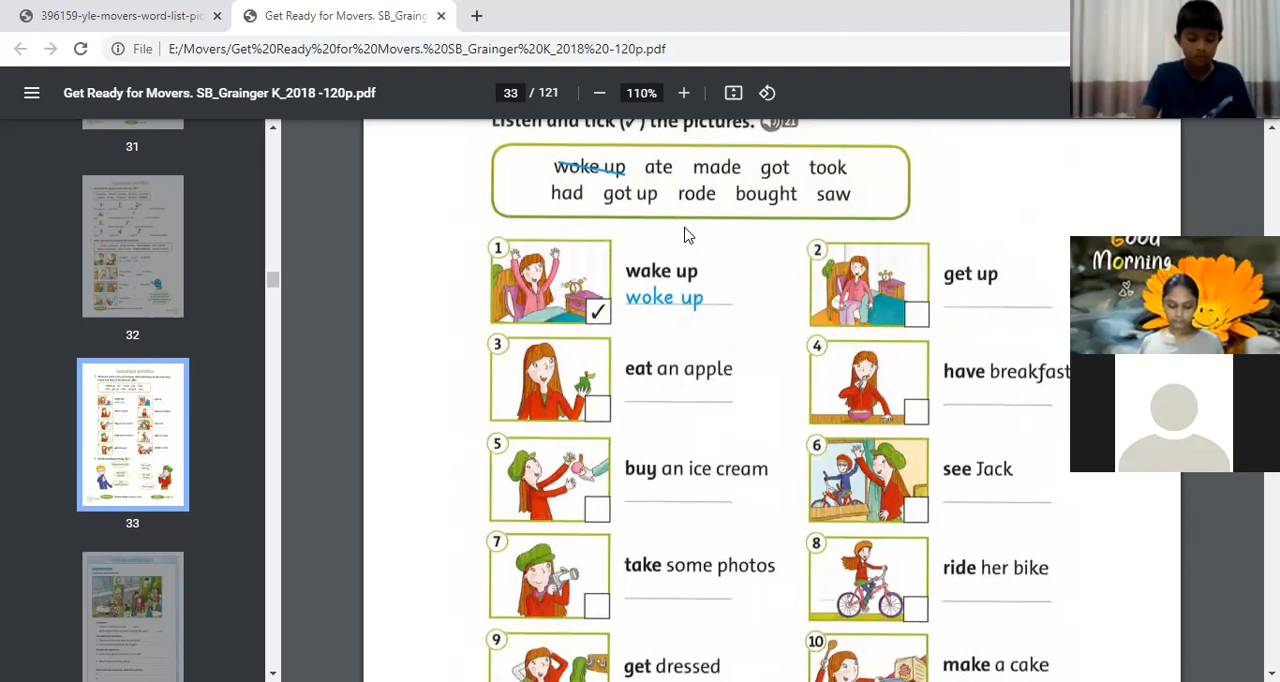 396159-yle-movers-word-list-pic
Get Ready for Movers. SB_Graing
File E:/Movers/Get%20Ready%20for%20Movers.%20SB_Grainger%20K_2018%20-120p.pdf
Get Ready for Movers. SB_Grainger K_2018 -120p.pdf
33 / 121
110%
31
32
33
Listen and tick (✓) the pictures. 21
woke up ate made got took
had got up rode bought saw
1
wake up
woke up
✓
2
get up
3
eat an apple
4
have breakfast
5
buy an ice cream
6
see Jack
7
take some photos
8
ride her bike
9
get dressed
10
make a cake
Good
Morning